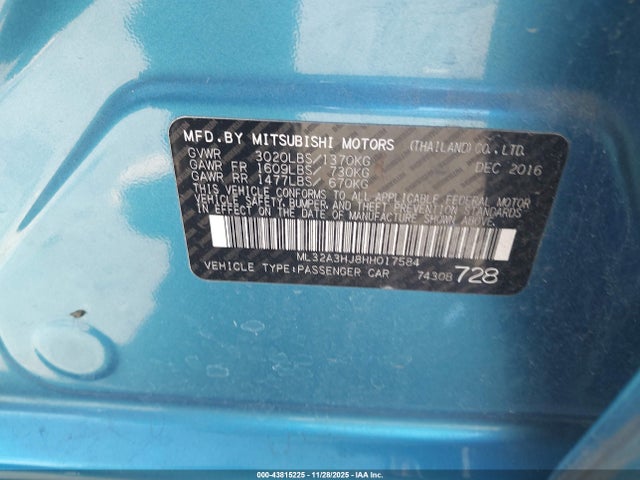 MFD. BY MITSUBISHI MOTORS (THAILAND) CO., LTD.
GVWR 3020LBS/1370KG DEC 2016
GAWR FR 1609LBS/ 730KG
GAWR RR 1477LBS/ 670KG
THIS VEHICLE CONFORMS TO ALL APPLICABLE FEDERAL MOTOR
VEHICLE SAFETY, BUMPER, AND THEFT PREVENTION STANDARDS
IN EFFECT ON THE DATE OF MANUFACTURE SHOWN ABOVE.
ML32A3HJ8HH017584
VEHICLE TYPE:PASSENGER CAR 74308 728
00-43815225 - 11/28/2025 - IAA Inc.